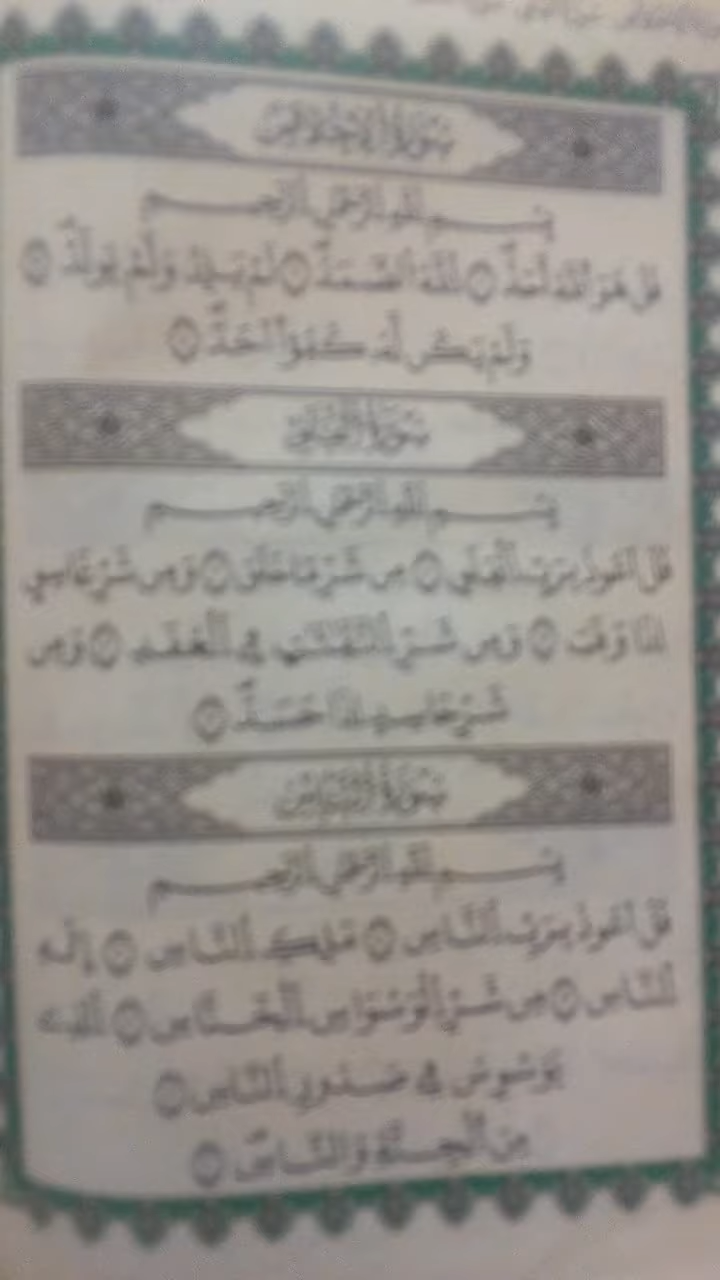 سورة الإخلاص
بسم الله الرحمن الرحيم
قل هو الله أحد الله الصمد لم يلد ولم يولد
ولم يكن له كفوا أحد
سورة الفلق
بسم الله الرحمن الرحيم
قل أعوذ برب الفلق من شر ما خلق ومن شر غاسق
إذا وقب ومن شر النفاثات في العقد ومن
شر حاسد إذا حسد
سورة الناس
بسم الله الرحمن الرحيم
قل أعوذ برب الناس ملك الناس إله
الناس من شر الوسواس الخناس الذي
يوسوس في صدور الناس
من الجنة والناس